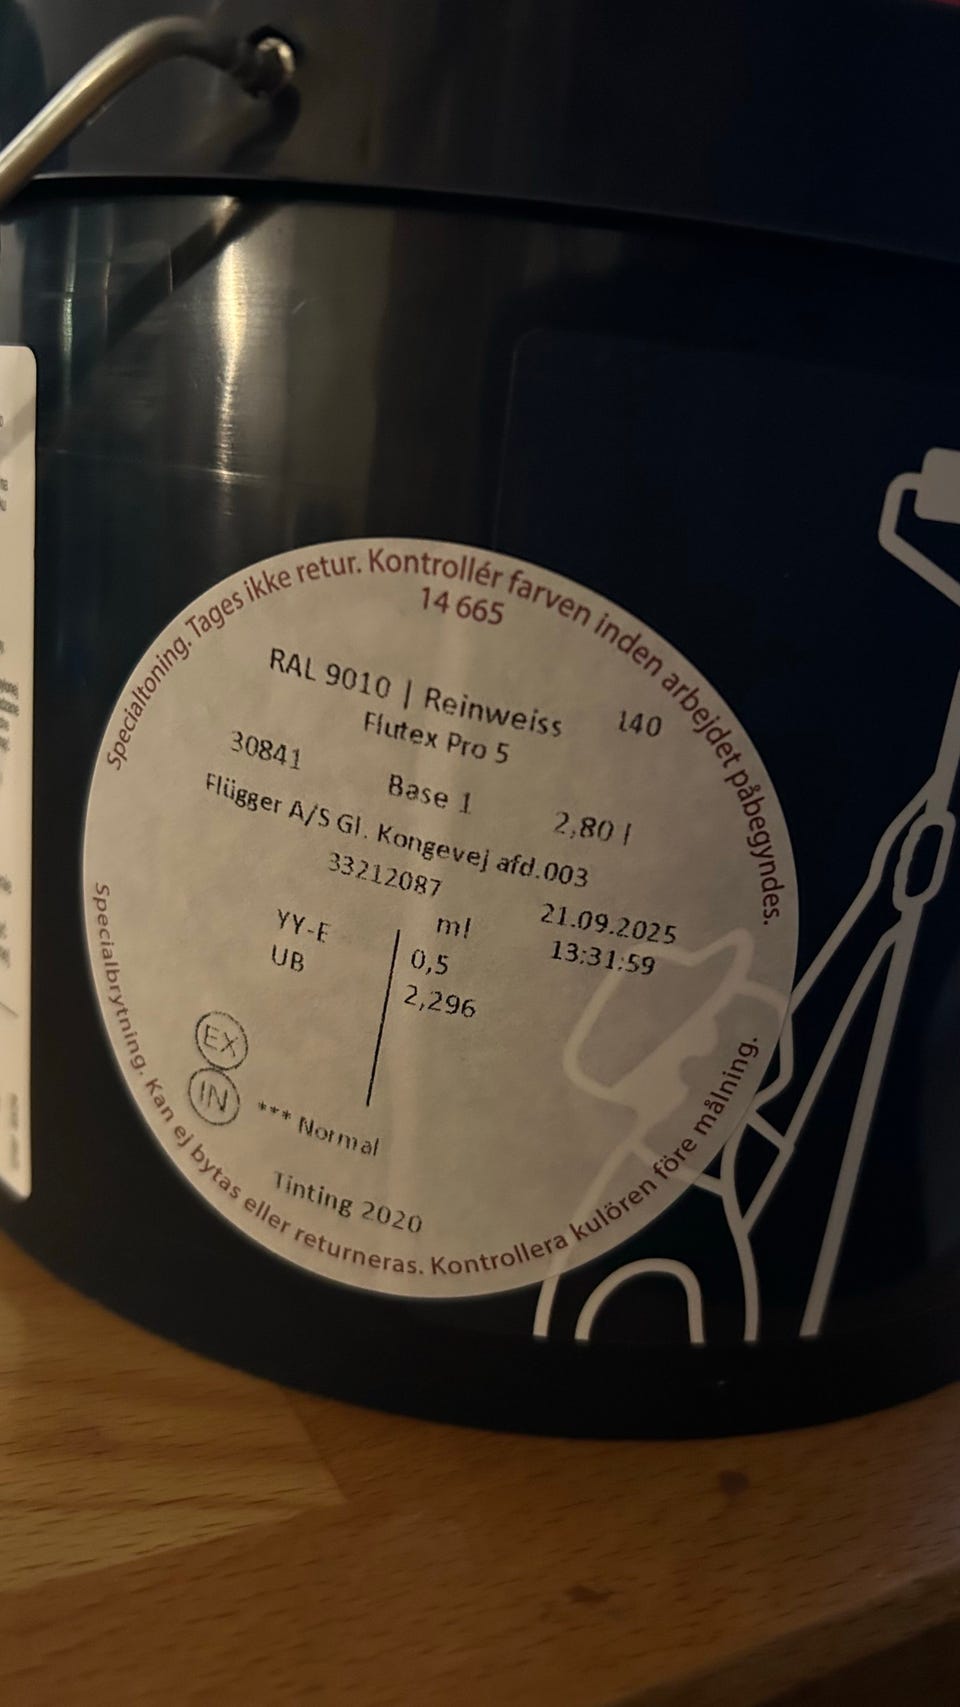 Specialtoning. Tages ikke retur. Kontrollér farven inden arbejdet påbegyndes.
14 665
RAL 9010 | Reinweiss 140
Flutex Pro 5
30841 Base 1 2,80 l
Flügger A/S Gl. Kongevej afd.003
33212087
21.09.2025
13:31:59
ml
YY-E 0,5
UB 2,296
EX
IN
*** Normal
Tinting 2020
Specialbrytning. Kan ej bytas eller returneras. Kontrollera kulören före målning.